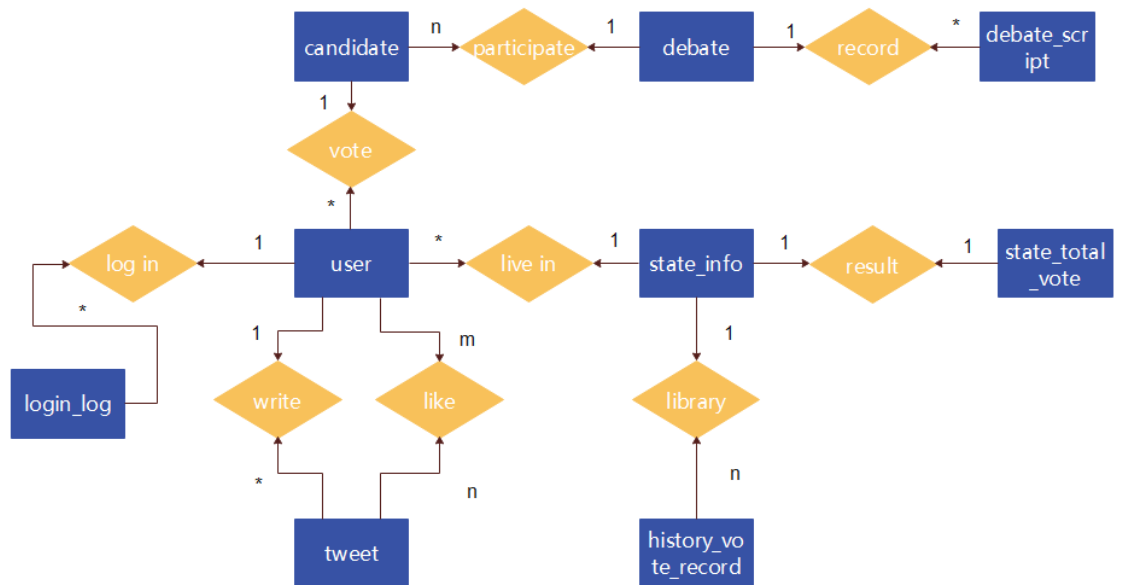 n
1
1
*
candidate
participate
debate
record
debate_scr
ipt
1
vote
*
1
*
1
1
1
log in
user
live in
state_info
result
state_total
_vote
*
1
m
1
login_log
write
like
library
*
n
n
tweet
history_vo
te_record